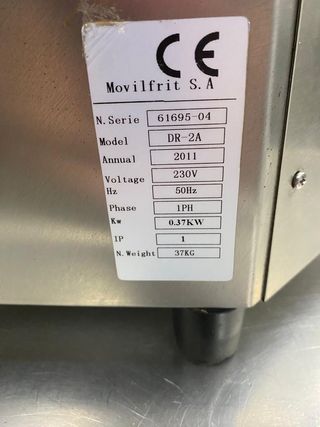 CE
Movilfrit S.A
N.Serie 61695-04
Model DR-2A
Annual 2011
Voltage 230V
Hz 50Hz
Phase 1PH
Kw 0.37KW
IP 1
N.Weight 37KG